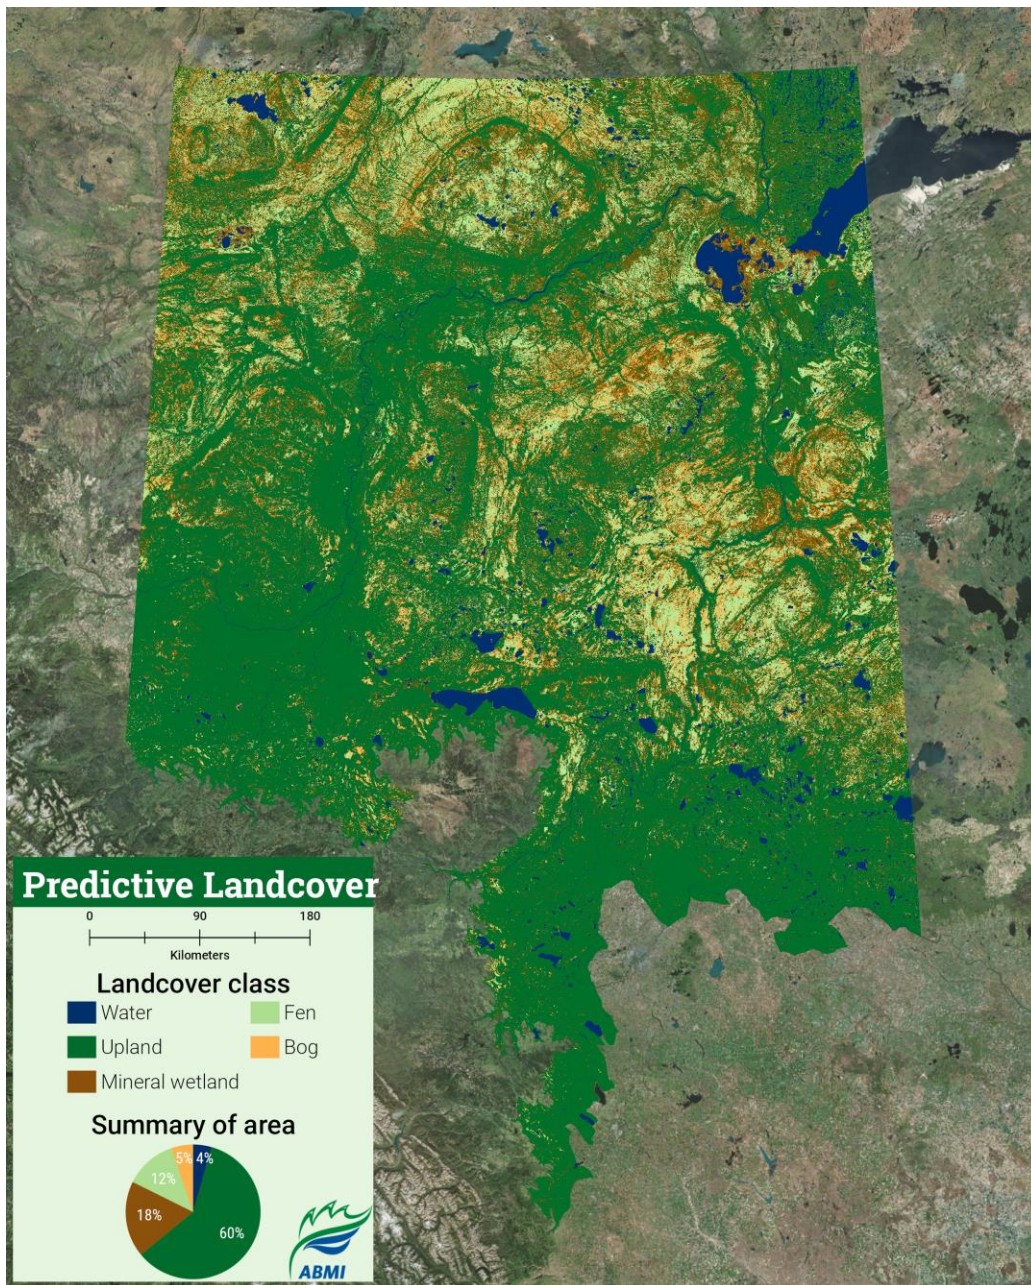 Predictive Landcover
0 90 180
Kilometers
Landcover class
Water Fen
Upland Bog
Mineral wetland
Summary of area
5% 4%
12%
18%
60%
ABMI